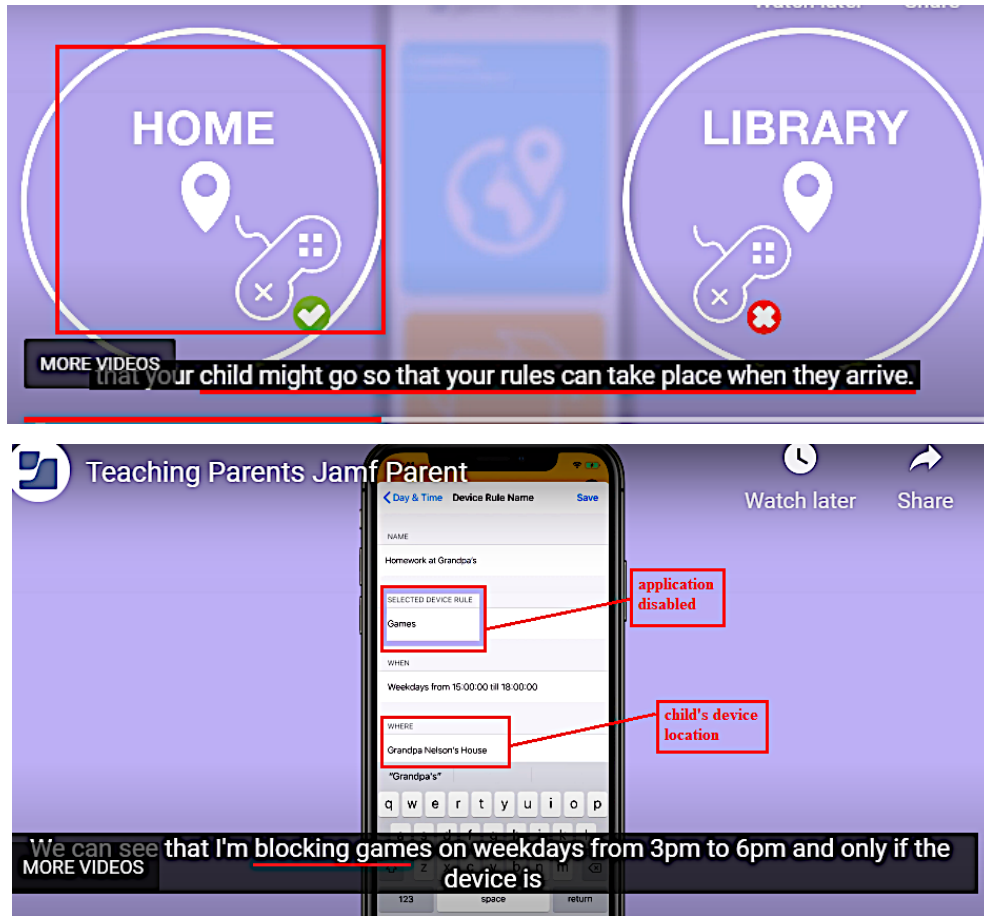 Watch later Share
HOME
LIBRARY
MORE VIDEOS
that your child might go so that your rules can take place when they arrive.
Teaching Parents Jamf Parent
Watch later
Share
Day & Time Device Rule Name Save
NAME
Homework at Grandpa's
SELECTED DEVICE RULE
Games
application
disabled
WHEN
Weekdays from 15:00:00 till 18:00:00
WHERE
Grandpa Nelson's House
child's device
location
"Grandpa's"
q w e r t y u i o p
We can see that I'm blocking games on weekdays from 3pm to 6pm and only if the
device is
MORE VIDEOS
z x c v b n m
123 space return